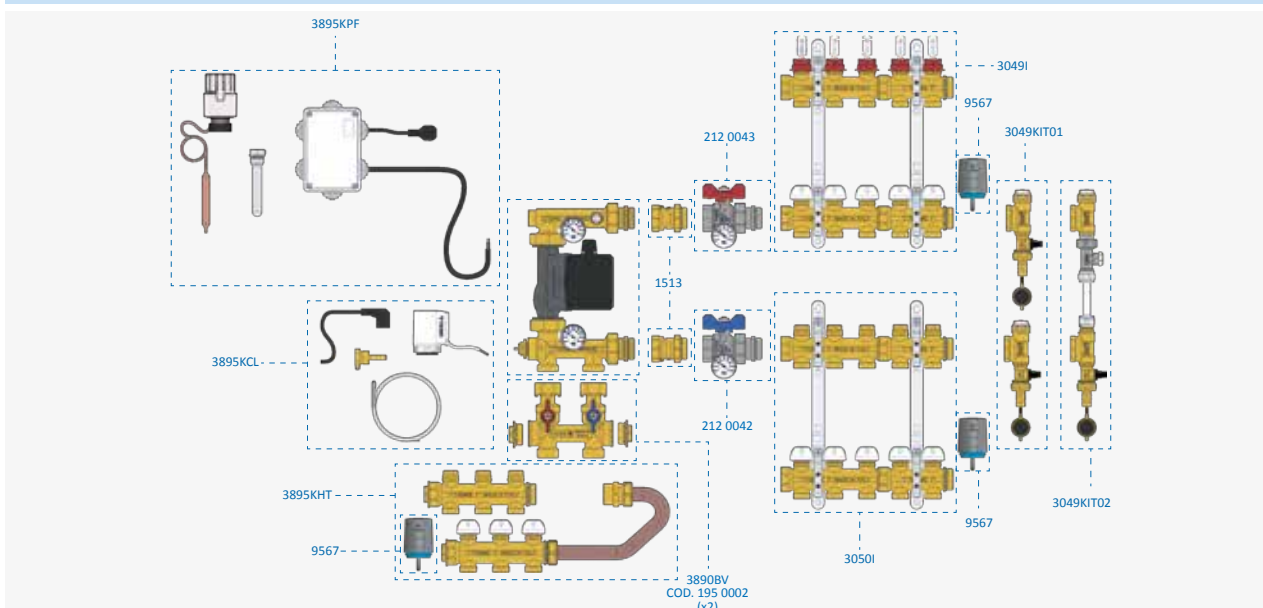 3895KPF
3049I
9567
3049KIT01
212 0043
1513
3895KCL
212 0042
3895KHT
3049KIT02
9567
9567
3050I
3890BV
COD. 195 0002
(x2)